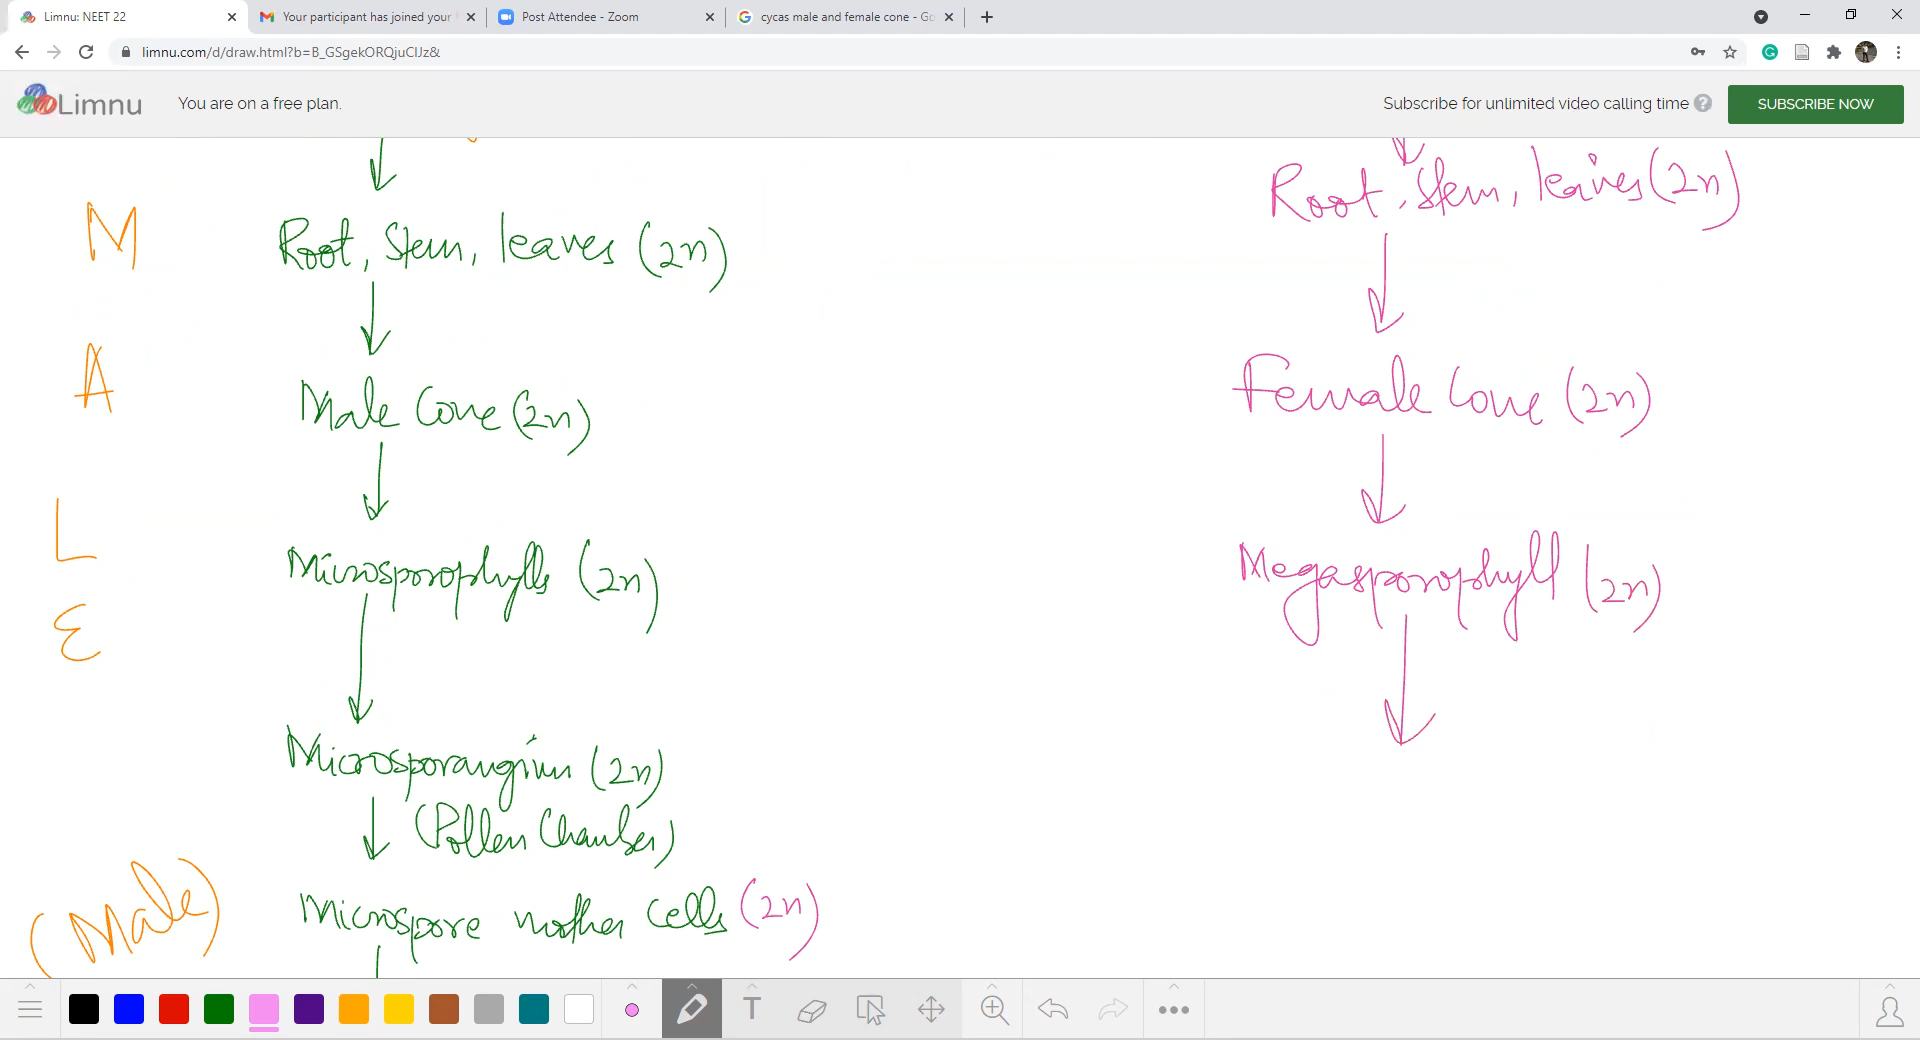 Limnu: NEET 22
Your participant has joined your
Post Attendee - Zoom
cycas male and female cone - Go
limnu.com/d/draw.html?b=B_GSgekORQjuCIJz&
Limnu
You are on a free plan.
Subscribe for unlimited video calling time ?
SUBSCRIBE NOW
M
A
L
E
(Male)
Root, Stem, leaves (2n)
Male Cone (2n)
Microsporophylls (2n)
Microsporangium (2n)
(Pollen Chamber)
Microspore mother cells (2n)
Root, Stem, leaves (2n)
Female Cone (2n)
Megasporophyll (2n)
T